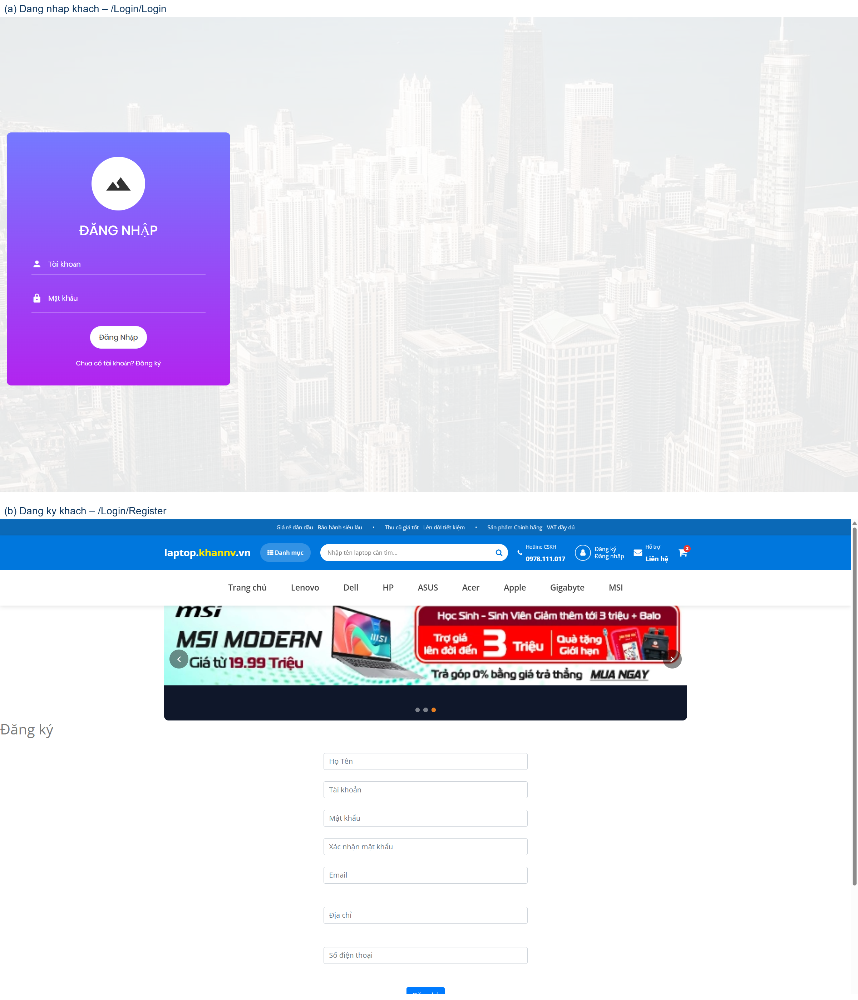 (a) Dang nhap khach – /Login/Login
ĐĂNG NHẬP
Tài khoản
Mật khẩu
Đăng Nhập
Chưa có tài khoản? Đăng ký
(b) Dang ky khach – /Login/Register
Giá rẻ dẫn đầu - Bảo hành siêu lâu • Thu cũ giá tốt - Lên đời tiết kiệm • Sản phẩm Chính hãng - VAT đầy đủ
laptop.khannv.vn
Danh mục
Nhập tên laptop cần tìm...
Hotline CSKH
0978.111.017
Đăng ký
Đăng nhập
Hỗ trợ
Liên hệ
2
Trang chủ Lenovo Dell HP ASUS Acer Apple Gigabyte MSI
msi
MSI MODERN
Giá từ 19.99 Triệu
msi
Học Sinh - Sinh Viên Giảm thêm tới 3 triệu + Balo
Trợ giá
lên đời đến
3 Triệu
Quà tặng
Giới hạn
Trả góp 0% bằng giá trả thẳng MUA NGAY
Đăng ký
Họ Tên
Tài khoản
Mật khẩu
Xác nhận mật khẩu
Email
Địa chỉ
Số điện thoại
Đăng ký